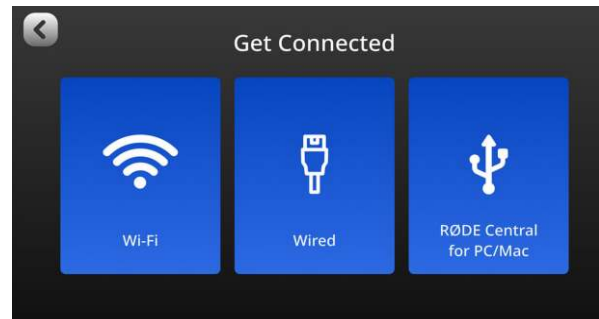 Get Connected
Wi-Fi
Wired
RØDE Central
for PC/Mac